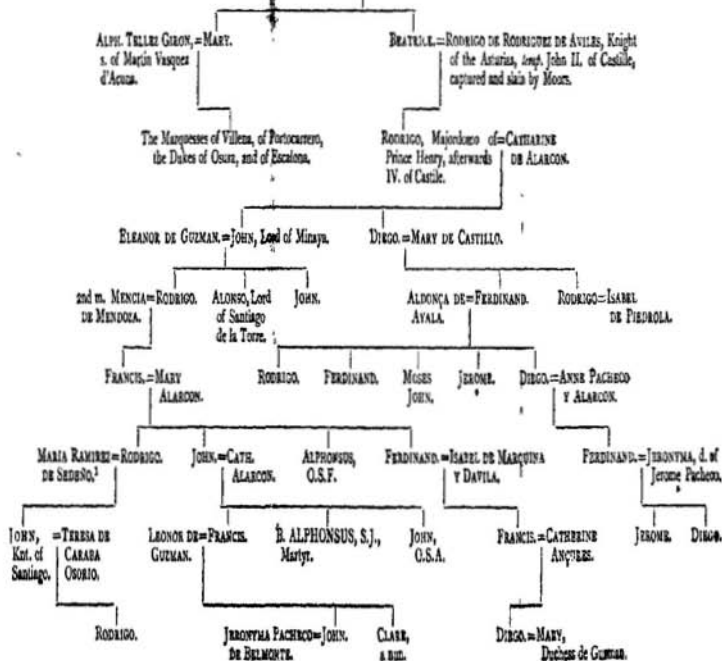 ALPH. TELLEZ GIRON,=MARY.
s. of Martin Vasquez
d'Acuna.
BEATRICE.=RODRIGO DE RODRIGUEZ DE AVILES, Knight
of the Asturias, temp. John II. of Castille,
captured and slain by Moors.
The Marquesses of Villena, of Portocarrero,
the Dukes of Osura, and of Escalona.
RODRIGO, Majordomo of=CATHARINE
Prince Henry, afterwards DE ALARCON.
IV. of Castile.
ELEANOR DE GUZMAN.=JOHN, Lord of Minaya.
DIEGO.=MARY DE CASTILLO.
2nd m. MENCIA=RODRIGO.
DE MENDOZA.
ALONSO, Lord
of Santiago
de la Torre.
JOHN.
ALDONÇA DE=FERDINAND.
AYALA.
RODRIGO=ISABEL
DE PIEDROLA.
FRANCIS.=MARY
ALARCON.
RODRIGO.
FERDINAND.
MOSES
JOHN.
JEROME.
DIEGO.=ANNE PACHECO
Y ALARCON.
MARIA RAMIREZ=RODRIGO.
DE SEDEÑO.¹
JOHN.=CATH.
ALARCON.
ALPHONSUS,
O.S.F.
FERDINAND.=ISABEL DE MARQUINA
Y DAVILA.
FERDINAND.=JERONYMA, d. of
Jerome Pacheco.
JOHN, =TERESA DE
Knt. of CARABA
Santiago. OSORIO.
LEONOR DE=FRANCIS.
GUZMAN.
B. ALPHONSUS, S.J.,
Martyr.
JOHN,
O.S.A.
FRANCIS.=CATHERINE
ANÇULES.
JEROME.
DIEGO.
RODRIGO.
JERONYMA PACHECO=JOHN.
DE BELMONTE.
CLARE,
a nun.
DIEGO.=MARY,
Duchess de Gusman.